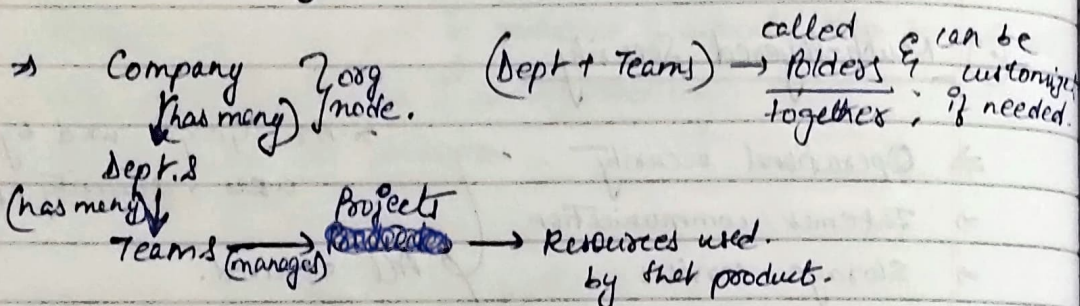 ⇒ Company } org node.
(has many)
Dept.s
(has many)
Teams (manages) → Projects → Resources used.
by that product.
(Dept + Teams) → called folders together, & can be customize if needed.